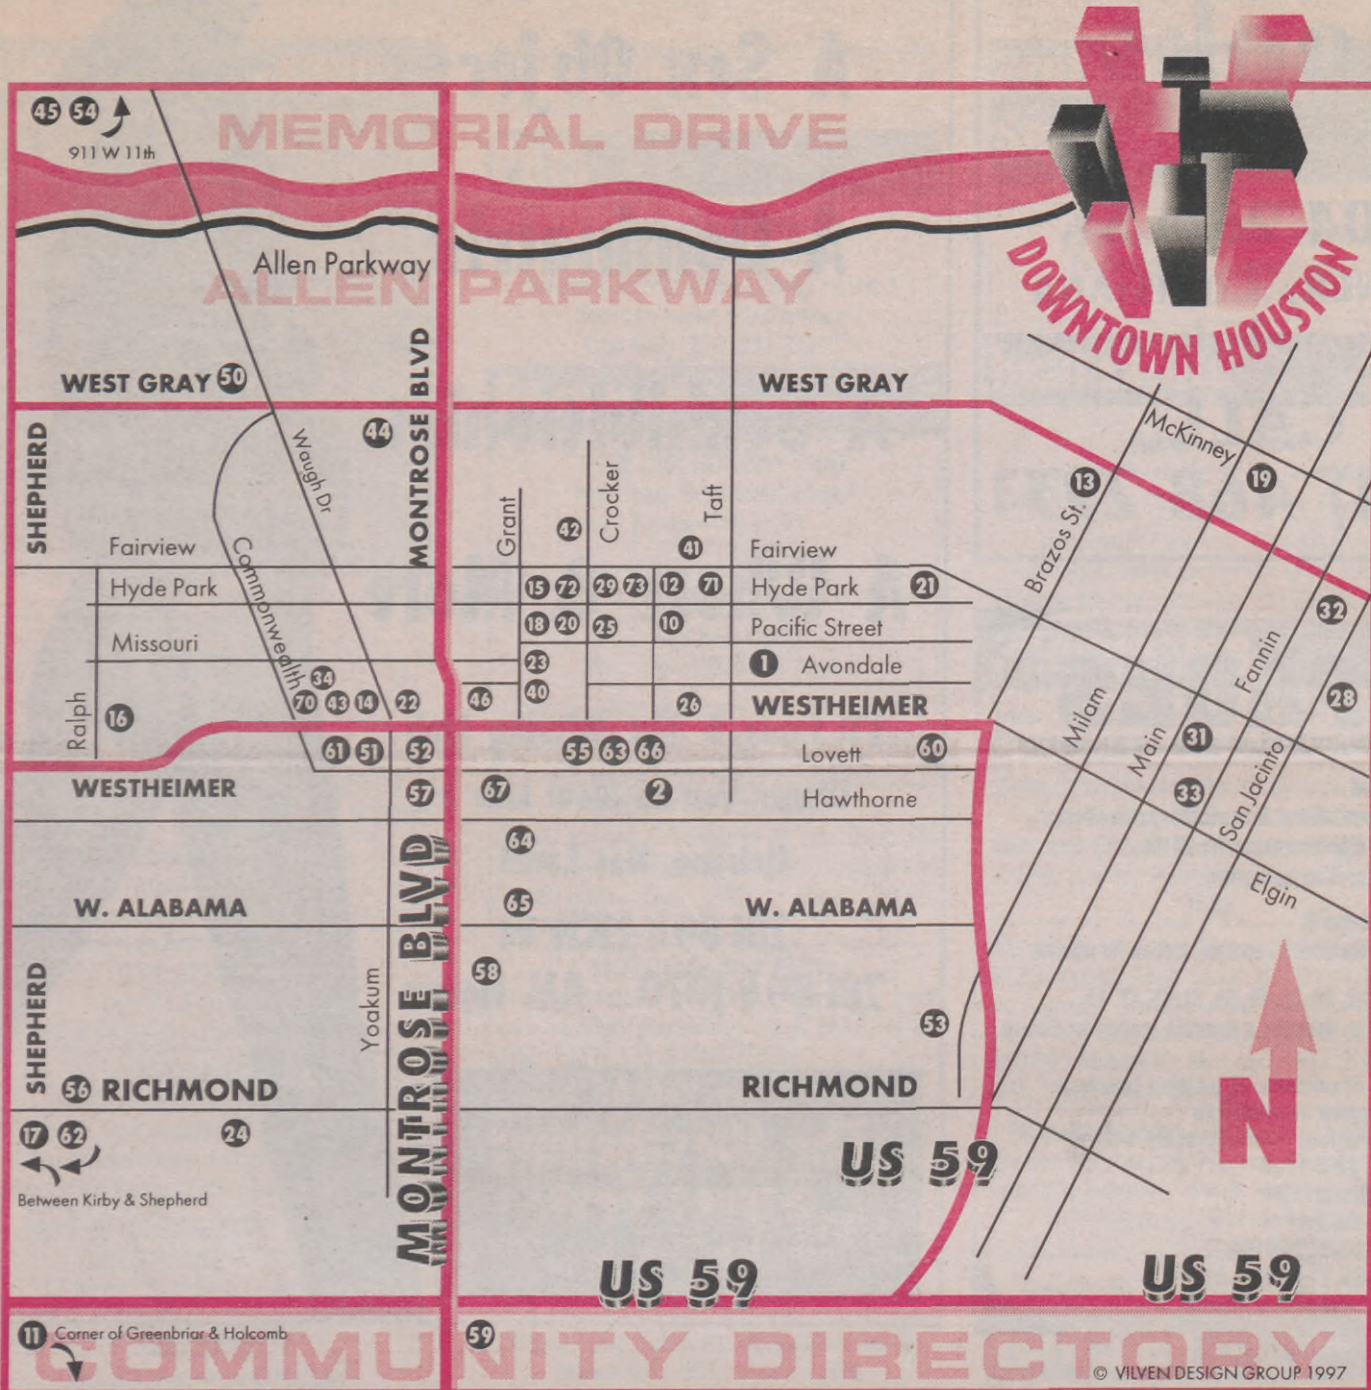 45 54
911 W 11th
MEMORIAL DRIVE
DOWNTOWN HOUSTON
Allen Parkway
ALLEN PARKWAY
WEST GRAY 50
MONTROSE BLVD
WEST GRAY
SHEPHERD
44
Waugh Dr
McKinney
19
13
Brazos St.
Grant
42
Crocker
Taft
41
Fairview
Commonwealth
Fairview
Hyde Park
15 72 29 73 12 71
Hyde Park
21
32
Missouri
18 20 25 10
Pacific Street
Fannin
34
23
1 Avondale
28
Ralph
16
70 43 14 22
46
40
26
WESTHEIMER
Milam
Main
31
61 51 52
55 63 66
Lovett
60
San Jacinto
WESTHEIMER
57
67
2
Hawthorne
33
64
Elgin
MONTROSE BLVD
W. ALABAMA
65
W. ALABAMA
SHEPHERD
Yoakum
58
53
56 RICHMOND
RICHMOND
N
17 62
24
US 59
Between Kirby & Shepherd
US 59
US 59
11 Corner of Greenbriar & Holcomb
59
COMMUNITY DIRECTORY
© VILVEN DESIGN GROUP 1997